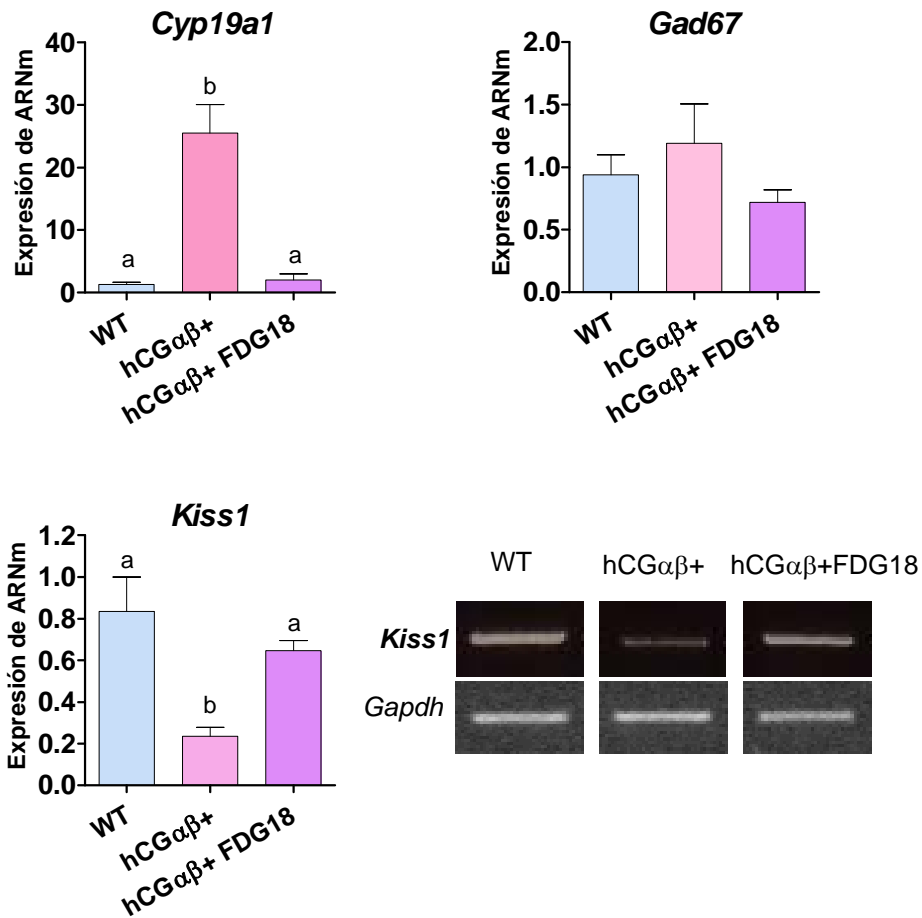 Cyp19a1
Expresión de ARNm
40
30
20
10
0
a
b
a
WT
hCGαβ+
hCGαβ+ FDG18
Gad67
Expresión de ARNm
2.0
1.5
1.0
0.5
0.0
WT
hCGαβ+
hCGαβ+ FDG18
Kiss1
Expresión de ARNm
1.2
1.0
0.8
0.6
0.4
0.2
0.0
a
b
a
WT
hCGαβ+
hCGαβ+ FDG18
WT hCGαβ+ hCGαβ+FDG18
Kiss1
Gapdh